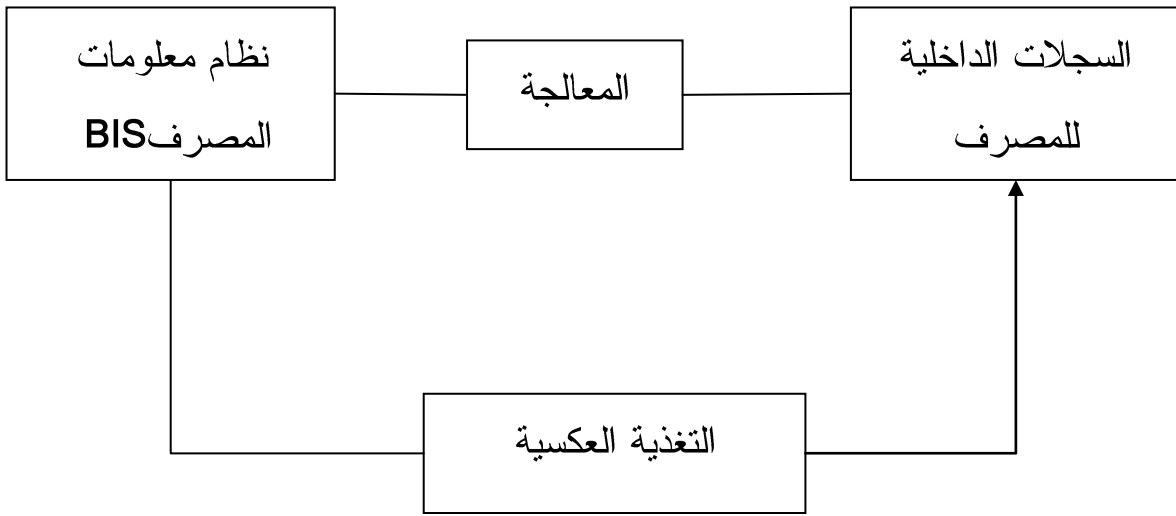 السجلات الداخلية
للمصرف
المعالجة
نظام معلومات
المصرفBIS
التغذية العكسية